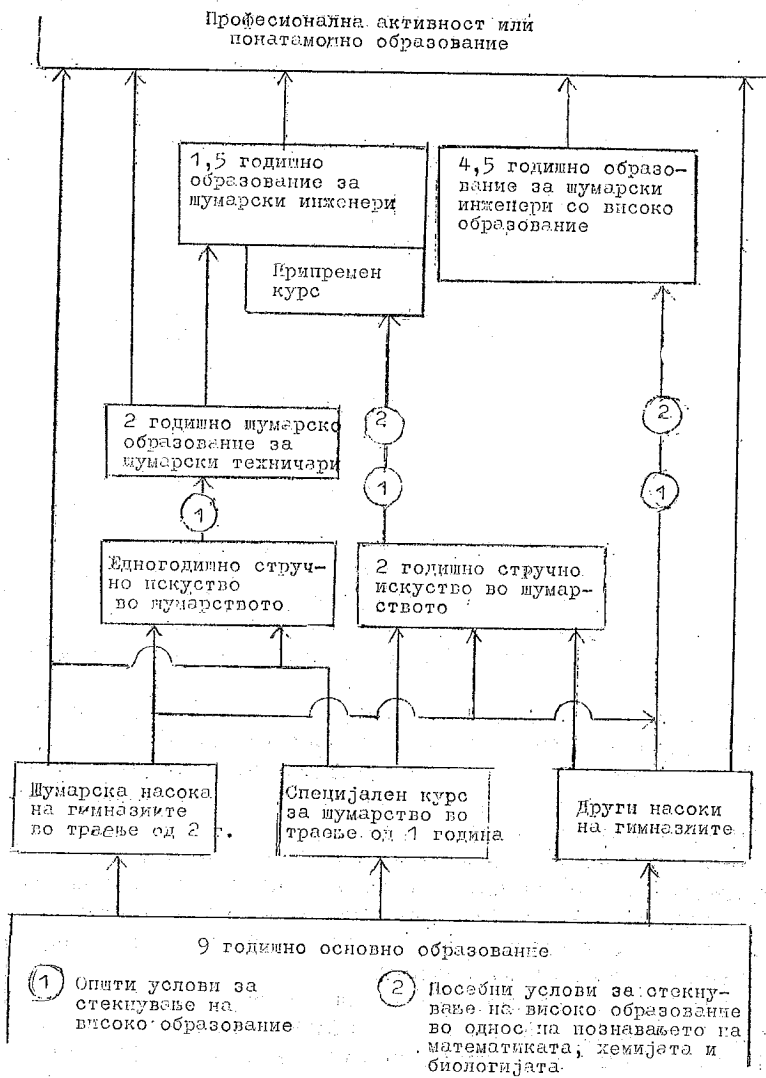 Професионална активност или
понатамошно образование
1,5 годишно
образование за
шумарски инженери
4,5 годишно образо-
вание за шумарски
инженери со високо
образование
Припремен
курс
2 годишно шумарско
образование за
шумарски техничари
2
1
2
1
1
Едногодишно струч-
но искуство
во шумарството
2 годишно стручно
искуство во шумар-
ството
Шумарска насока
на гимназиите
во траење од 2 г.
Специјален курс
за шумарство во
траење од 1 година
Други насоки
на гимназиите
9 годишно основно образование
1 Општи услови за
стекнување на
високо образование
2 Посебни услови за стекну-
вање на високо образование
во однос на познавањето на
математиката, хемијата и
биологијата